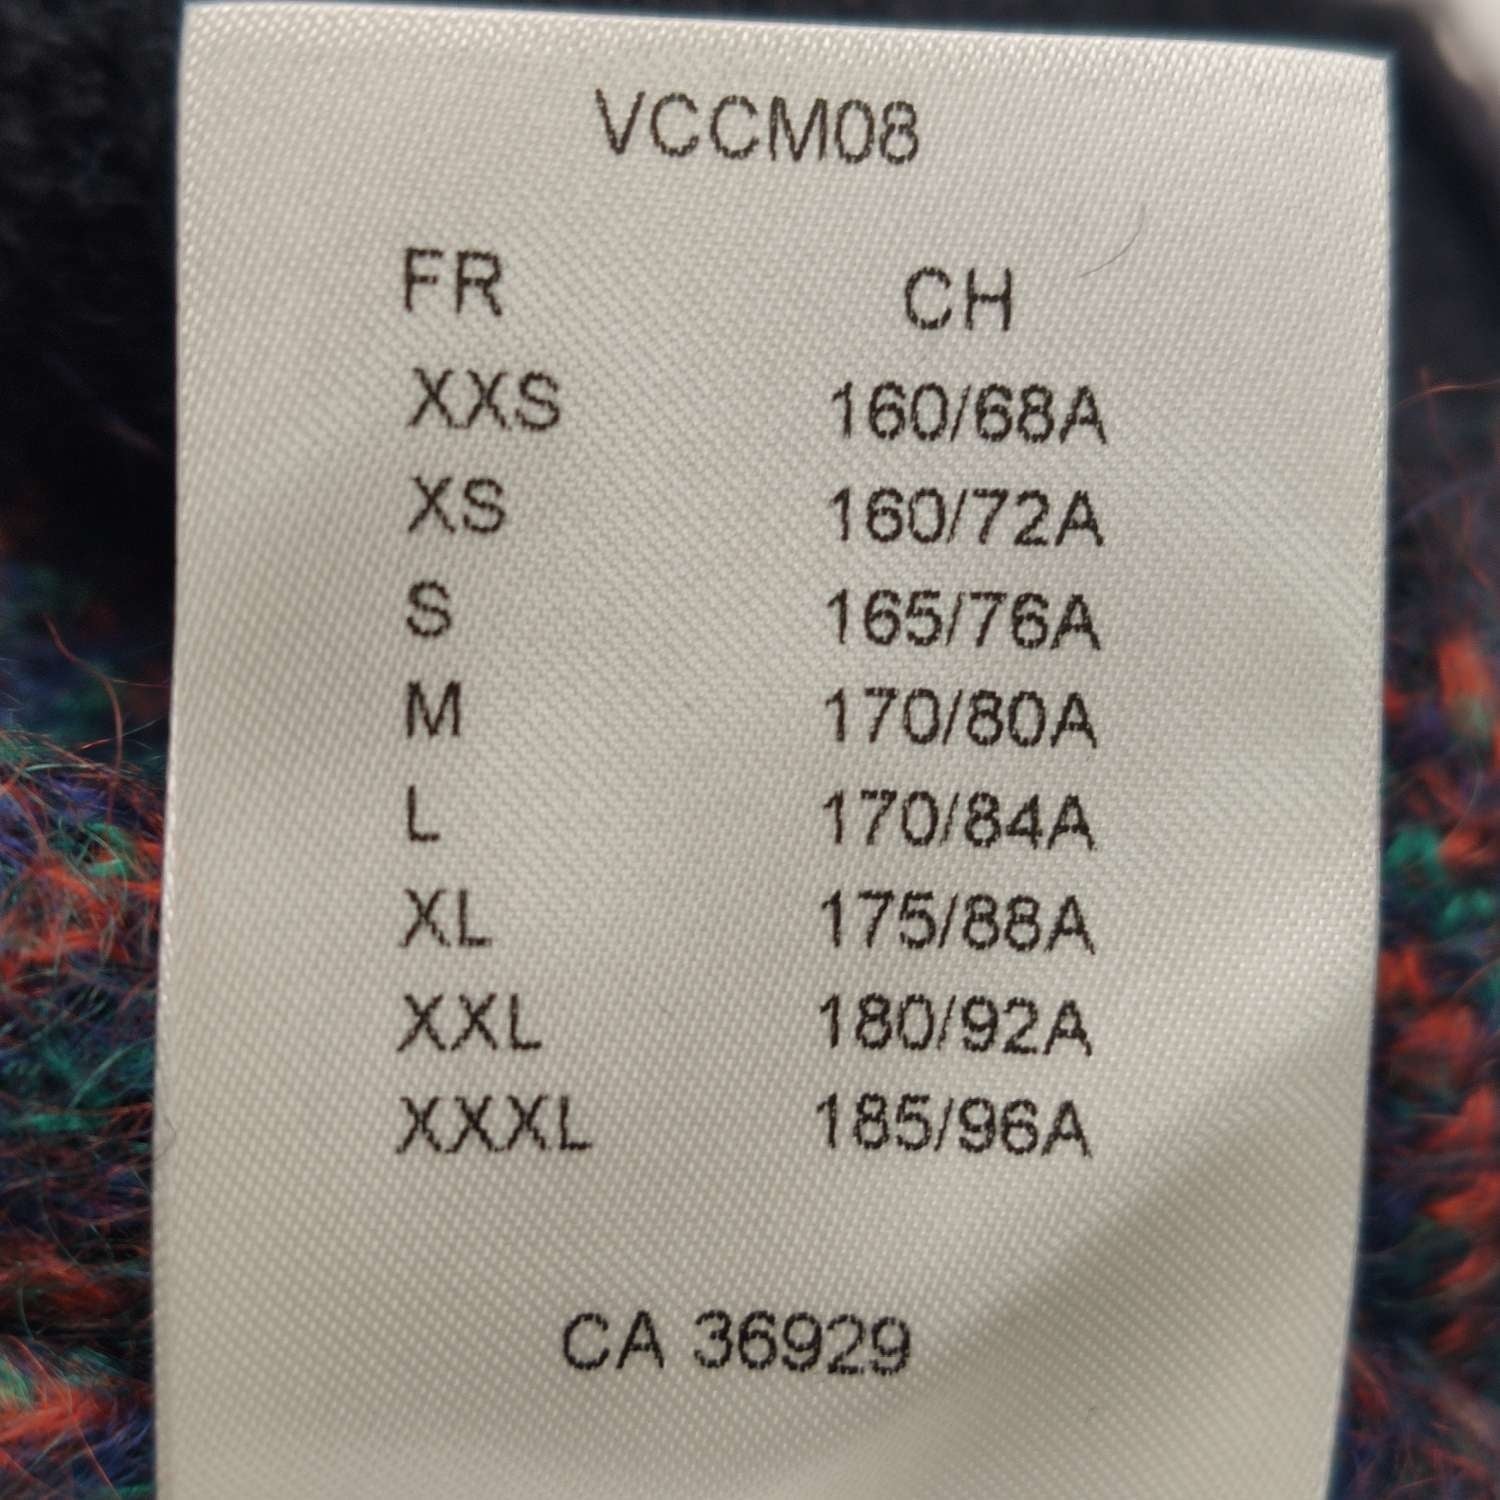 VCCM08
FR CH
XXS 160/68A
XS 160/72A
S 165/76A
M 170/80A
L 170/84A
XL 175/88A
XXL 180/92A
XXXL 185/96A
CA 36929